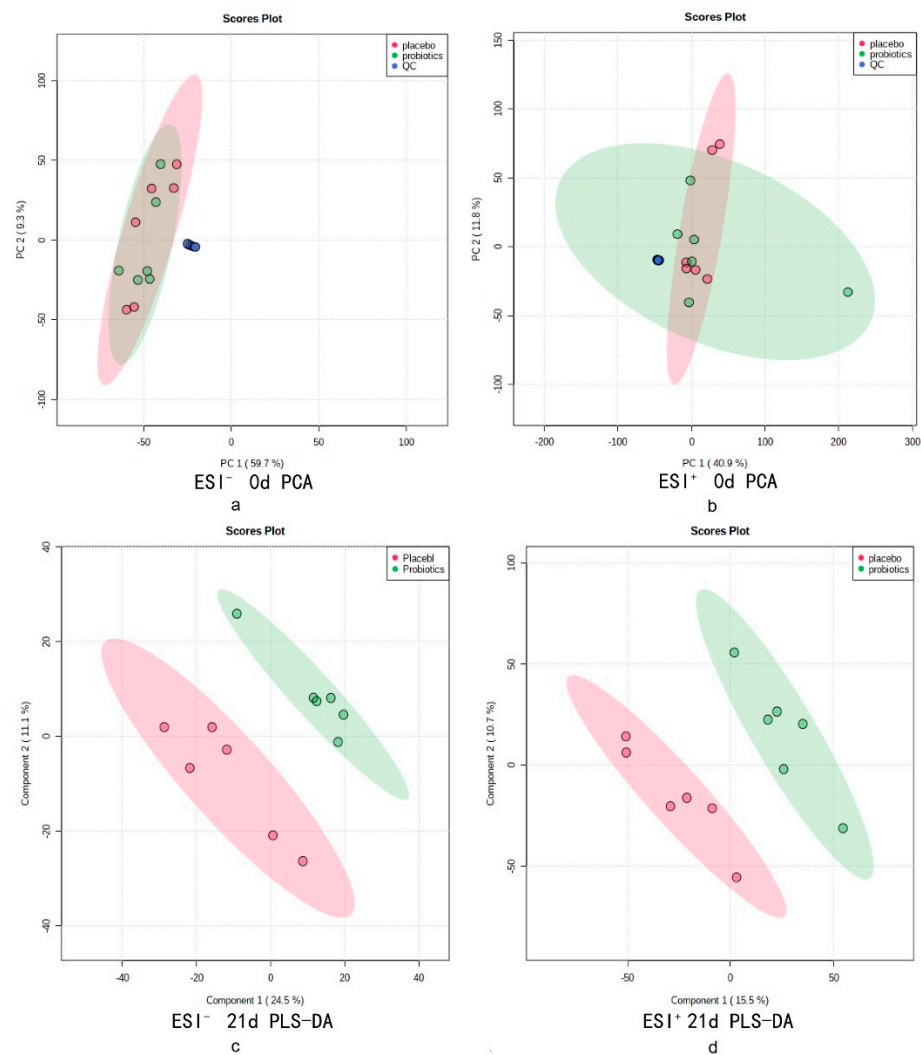 Scores Plot
placebo
probiotics
QC
100
50
0
-50
-100
PC 2 ( 9.3 %)
-50 0 50 100
PC 1 ( 59.7 %)
ESI⁻ 0d PCA
a
Scores Plot
placebo
probiotics
QC
150
100
50
0
-50
-100
PC 2 ( 11.8 %)
-200 -100 0 100 200 300
PC 1 ( 40.9 %)
ESI⁺ 0d PCA
b
Scores Plot
Placebl
Probiotics
40
20
0
-20
-40
Component 2 ( 11.1 %)
-40 -20 0 20 40
Component 1 ( 24.5 %)
ESI⁻ 21d PLS-DA
c
Scores Plot
placebo
probiotics
100
50
0
-50
Component 2 ( 10.7 %)
-50 0 50
Component 1 ( 15.5 %)
ESI⁺ 21d PLS-DA
d